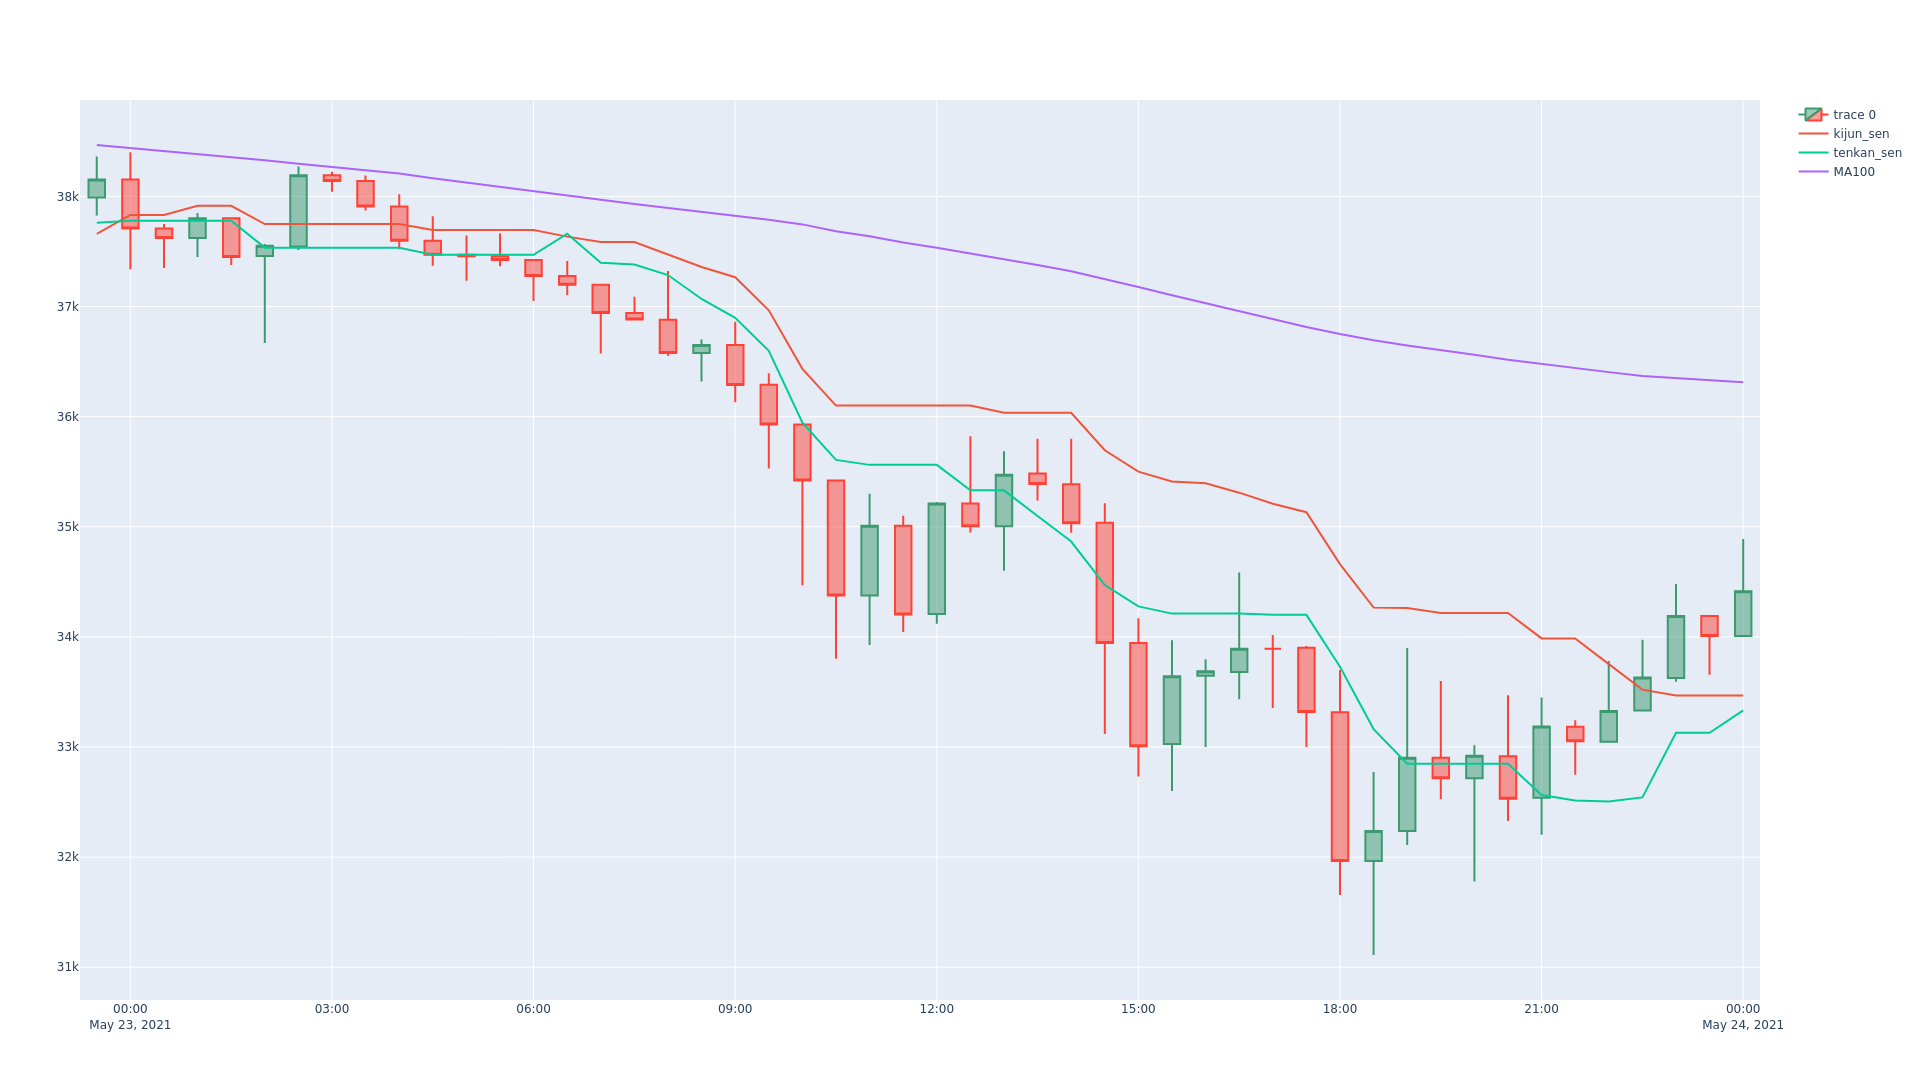 trace 0
kijun_sen
tenkan_sen
MA100
38k
37k
36k
35k
34k
33k
32k
31k
00:00 03:00 06:00 09:00 12:00 15:00 18:00 21:00 00:00
May 23, 2021 May 24, 2021